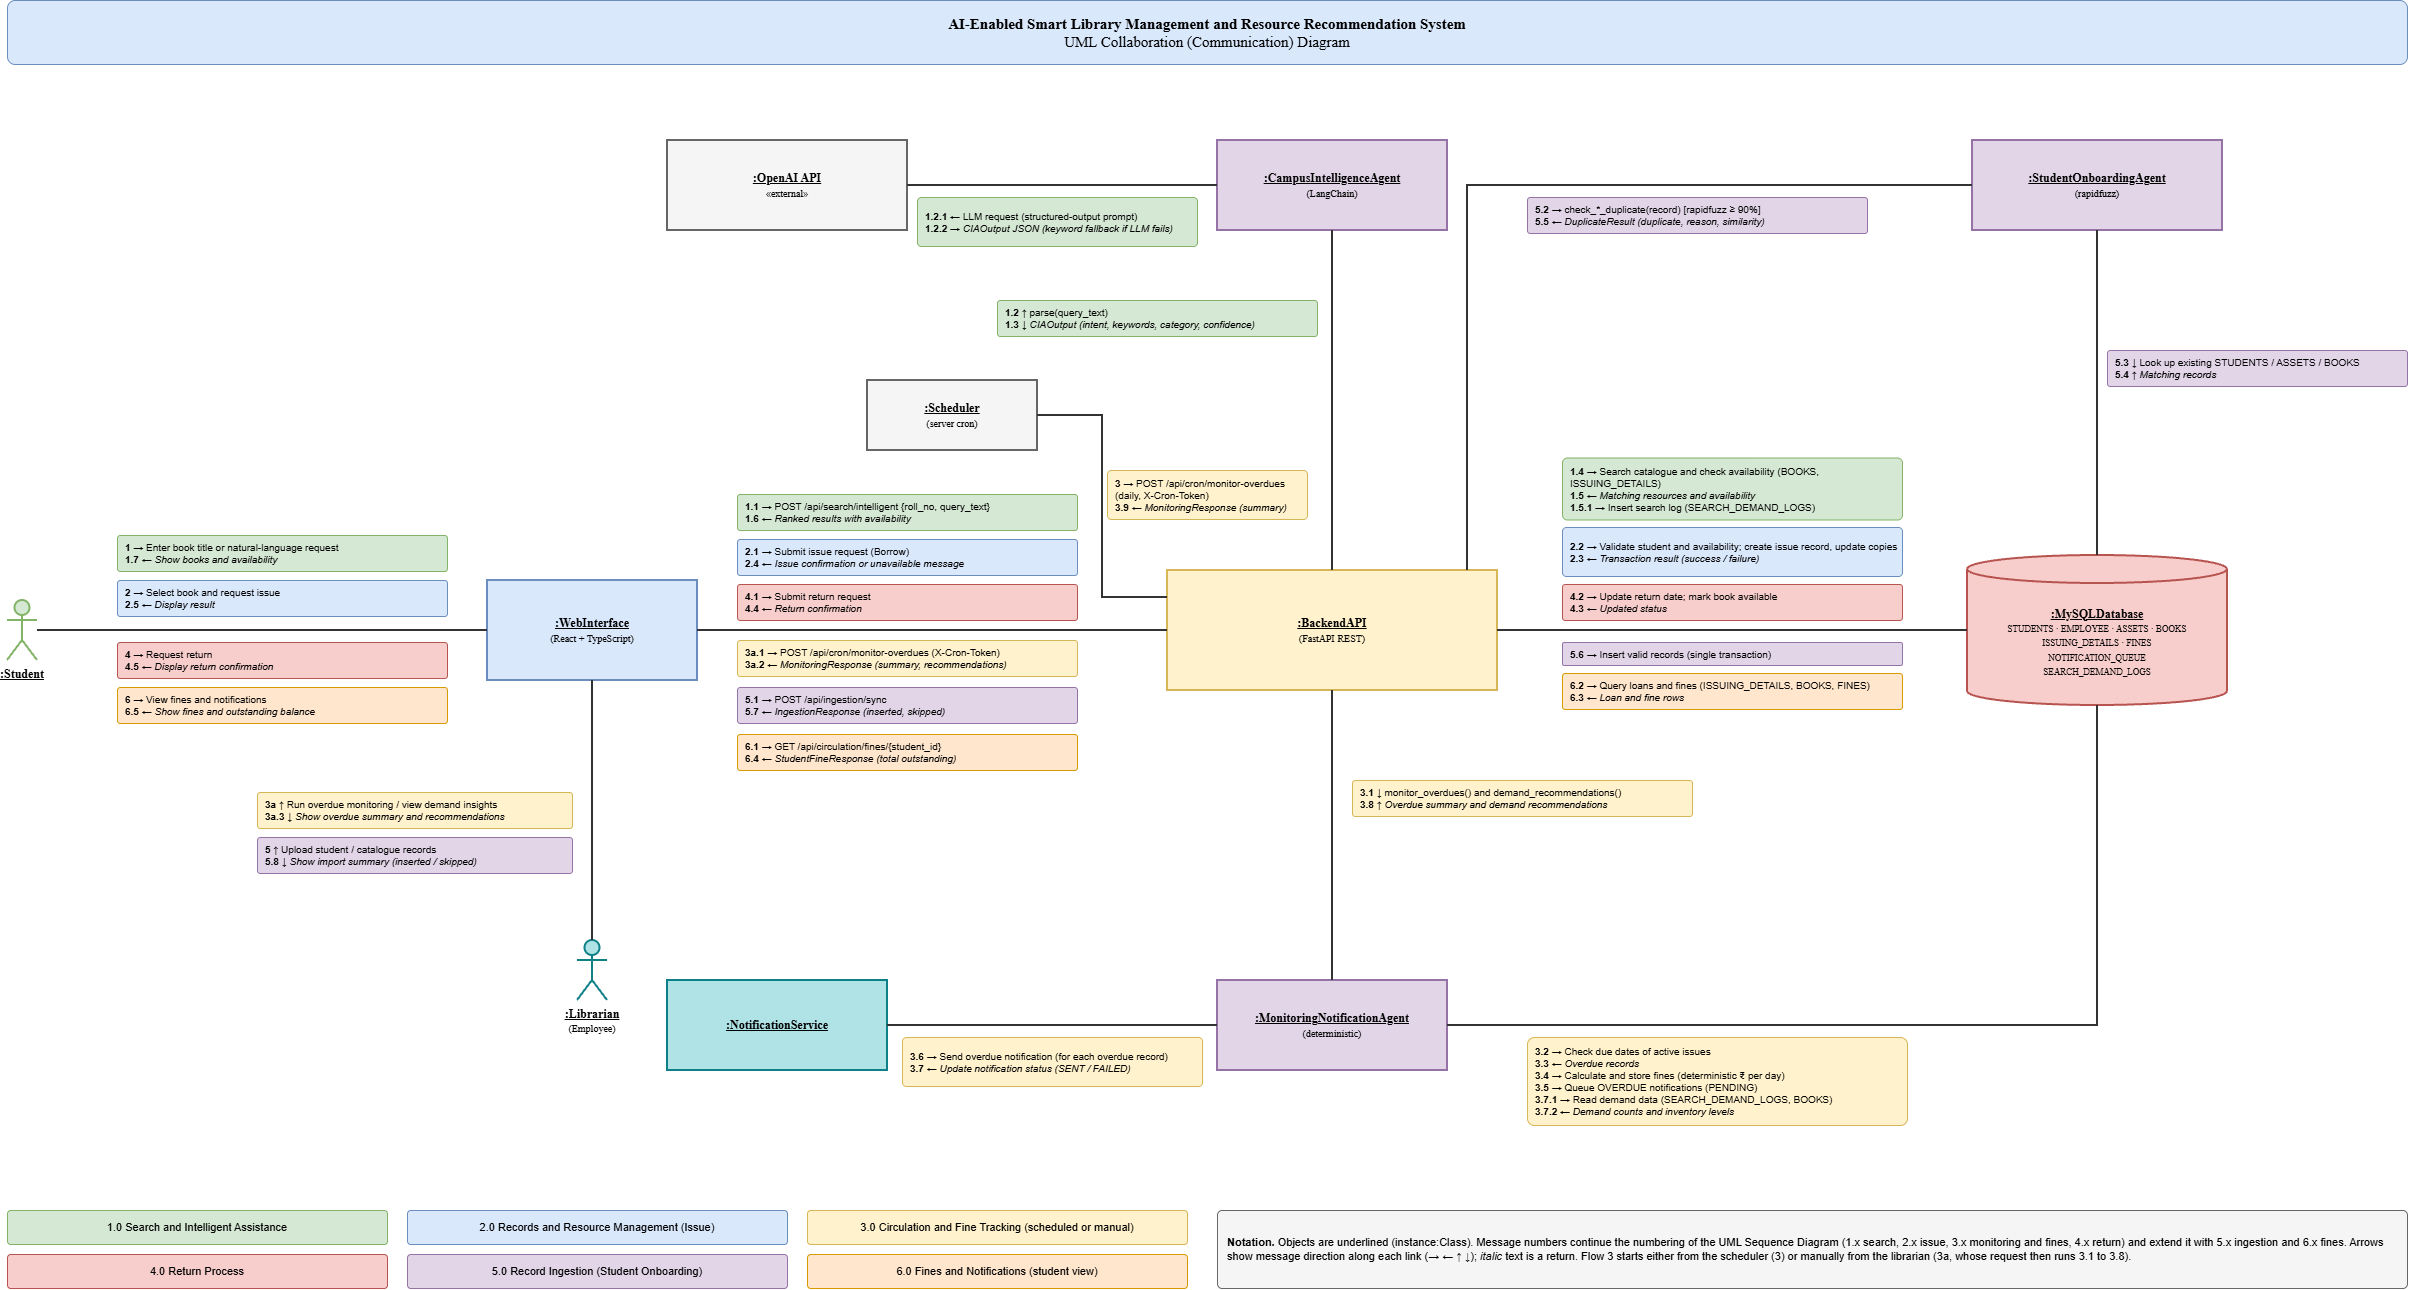 AI-Enabled Smart Library Management and Resource Recommendation System
UML Collaboration (Communication) Diagram
:OpenAI API
«external»
:CampusIntelligenceAgent
(LangChain)
:StudentOnboardingAgent
(rapidfuzz)
1.2.1 ← LLM request (structured-output prompt)
1.2.2 → CIAOutput JSON (keyword fallback if LLM fails)
5.2 → check_*_duplicate(record) [rapidfuzz ≥ 90%]
5.5 ← DuplicateResult (duplicate, reason, similarity)
1.2 ↑ parse(query_text)
1.3 ↓ CIAOutput (intent, keywords, category, confidence)
5.3 ↓ Look up existing STUDENTS / ASSETS / BOOKS
5.4 ↑ Matching records
:Scheduler
(server cron)
3 → POST /api/cron/monitor-overdues
(daily, X-Cron-Token)
3.9 ← MonitoringResponse (summary)
1.4 → Search catalogue and check availability (BOOKS,
ISSUING_DETAILS)
1.5 ← Matching resources and availability
1.5.1 → Insert search log (SEARCH_DEMAND_LOGS)
1.1 → POST /api/search/intelligent {roll_no, query_text}
1.6 ← Ranked results with availability
1 → Enter book title or natural-language request
1.7 ← Show books and availability
2.1 → Submit issue request (Borrow)
2.4 ← Issue confirmation or unavailable message
2.2 → Validate student and availability; create issue record, update copies
2.3 ← Transaction result (success / failure)
2 → Select book and request issue
2.5 ← Display result
4.1 → Submit return request
4.4 ← Return confirmation
4.2 → Update return date; mark book available
4.3 ← Updated status
:Student
:WebInterface
(React + TypeScript)
:BackendAPI
(FastAPI REST)
:MySQLDatabase
STUDENTS · EMPLOYEE · ASSETS · BOOKS
ISSUING_DETAILS · FINES
NOTIFICATION_QUEUE
SEARCH_DEMAND_LOGS
4 → Request return
4.5 ← Display return confirmation
3a.1 → POST /api/cron/monitor-overdues (X-Cron-Token)
3a.2 ← MonitoringResponse (summary, recommendations)
5.6 → Insert valid records (single transaction)
6 → View fines and notifications
6.5 ← Show fines and outstanding balance
5.1 → POST /api/ingestion/sync
5.7 ← IngestionResponse (inserted, skipped)
6.2 → Query loans and fines (ISSUING_DETAILS, BOOKS, FINES)
6.3 ← Loan and fine rows
6.1 → GET /api/circulation/fines/{student_id}
6.4 ← StudentFineResponse (total outstanding)
3a ↑ Run overdue monitoring / view demand insights
3a.3 ↓ Show overdue summary and recommendations
3.1 ↓ monitor_overdues() and demand_recommendations()
3.8 ↑ Overdue summary and demand recommendations
5 ↑ Upload student / catalogue records
5.8 ↓ Show import summary (inserted / skipped)
:Librarian
(Employee)
:NotificationService
:MonitoringNotificationAgent
(deterministic)
3.6 → Send overdue notification (for each overdue record)
3.7 ← Update notification status (SENT / FAILED)
3.2 → Check due dates of active issues
3.3 ← Overdue records
3.4 → Calculate and store fines (deterministic ₹ per day)
3.5 → Queue OVERDUE notifications (PENDING)
3.7.1 → Read demand data (SEARCH_DEMAND_LOGS, BOOKS)
3.7.2 ← Demand counts and inventory levels
1.0 Search and Intelligent Assistance
2.0 Records and Resource Management (Issue)
3.0 Circulation and Fine Tracking (scheduled or manual)
4.0 Return Process
5.0 Record Ingestion (Student Onboarding)
6.0 Fines and Notifications (student view)
Notation. Objects are underlined (instance:Class). Message numbers continue the numbering of the UML Sequence Diagram (1.x search, 2.x issue, 3.x monitoring and fines, 4.x return) and extend it with 5.x ingestion and 6.x fines. Arrows
show message direction along each link (→ ← ↑ ↓); italic text is a return. Flow 3 starts either from the scheduler (3) or manually from the librarian (3a, whose request then runs 3.1 to 3.8).